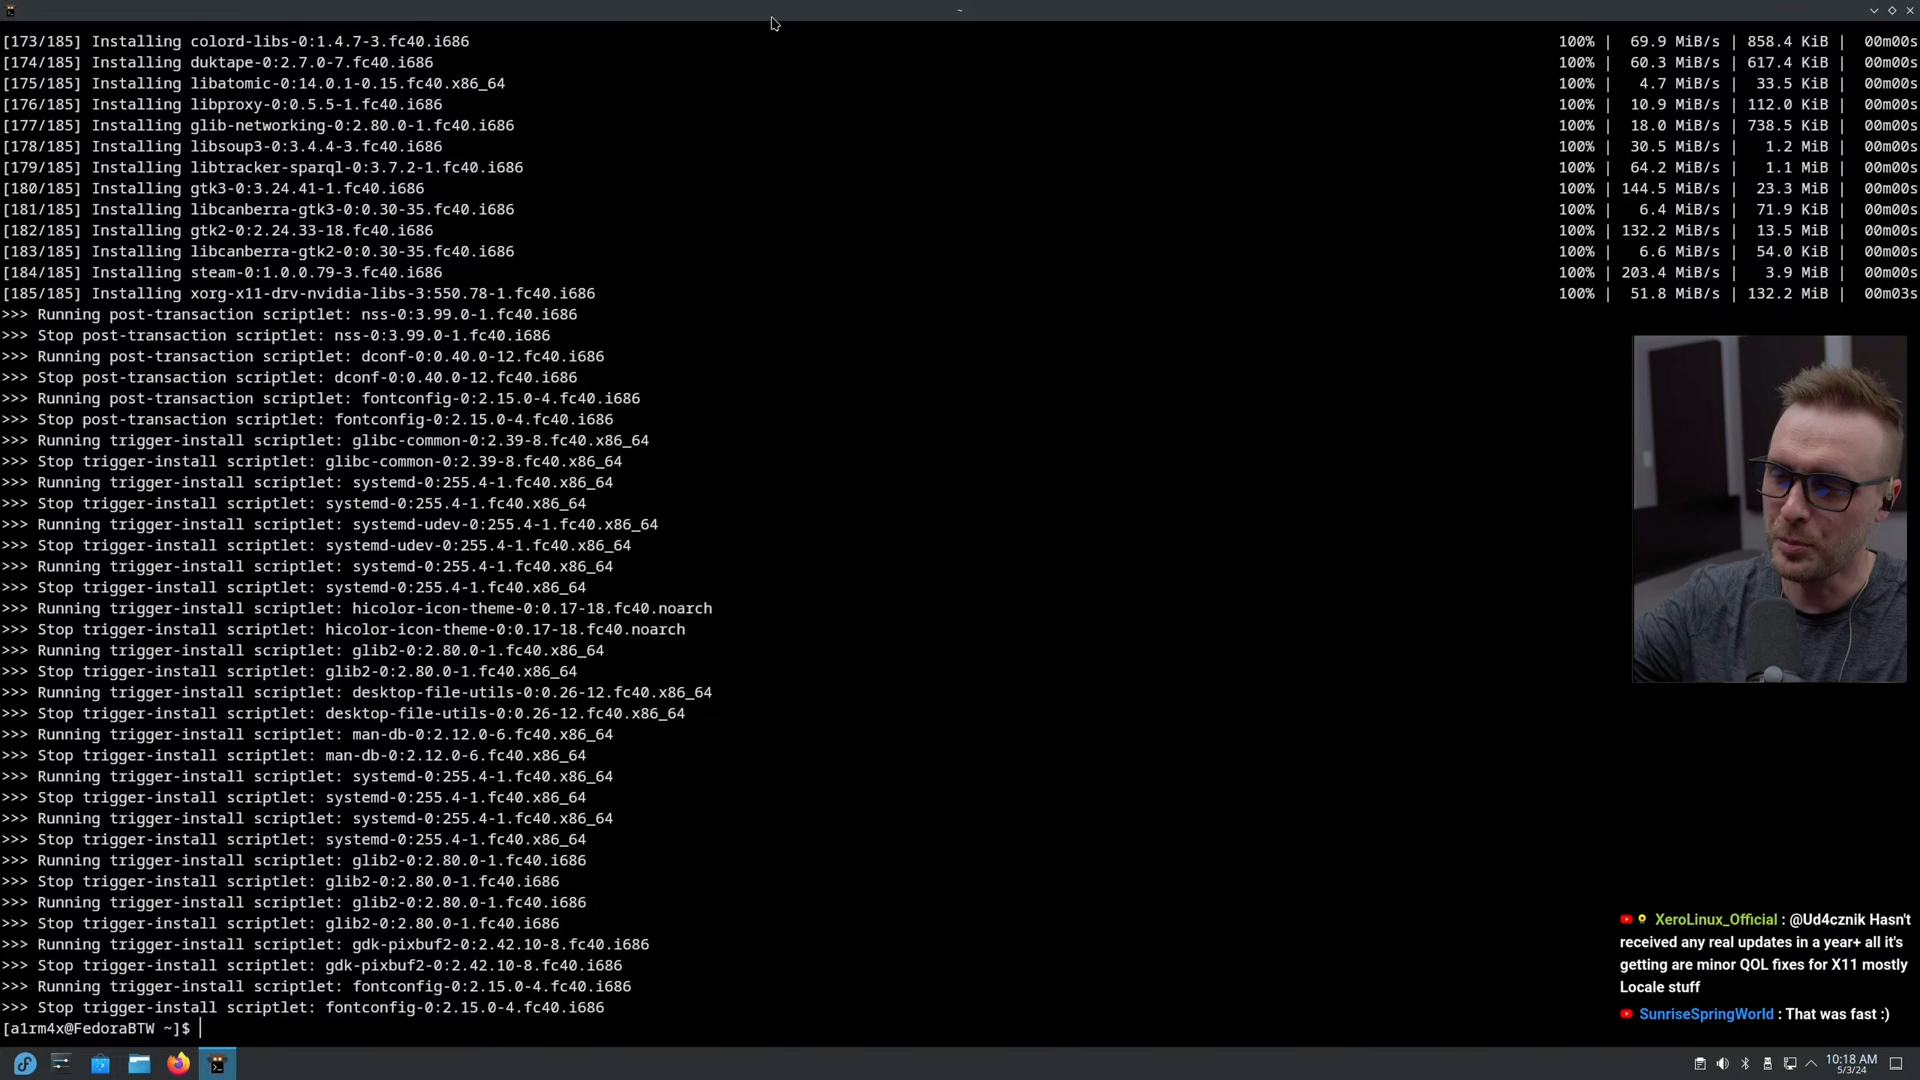 ~
[173/185] Installing colord-libs-0:1.4.7-3.fc40.i686 100% | 69.9 MiB/s | 858.4 KiB | 00m00s
[174/185] Installing duktape-0:2.7.0-7.fc40.i686 100% | 60.3 MiB/s | 617.4 KiB | 00m00s
[175/185] Installing libatomic-0:14.0.1-0.15.fc40.x86_64 100% | 4.7 MiB/s | 33.5 KiB | 00m00s
[176/185] Installing libproxy-0:0.5.5-1.fc40.i686 100% | 10.9 MiB/s | 112.0 KiB | 00m00s
[177/185] Installing glib-networking-0:2.80.0-1.fc40.i686 100% | 18.0 MiB/s | 738.5 KiB | 00m00s
[178/185] Installing libsoup3-0:3.4.4-3.fc40.i686 100% | 30.5 MiB/s | 1.2 MiB | 00m00s
[179/185] Installing libtracker-sparql-0:3.7.2-1.fc40.i686 100% | 64.2 MiB/s | 1.1 MiB | 00m00s
[180/185] Installing gtk3-0:3.24.41-1.fc40.i686 100% | 144.5 MiB/s | 23.3 MiB | 00m00s
[181/185] Installing libcanberra-gtk3-0:0.30-35.fc40.i686 100% | 6.4 MiB/s | 71.9 KiB | 00m00s
[182/185] Installing gtk2-0:2.24.33-18.fc40.i686 100% | 132.2 MiB/s | 13.5 MiB | 00m00s
[183/185] Installing libcanberra-gtk2-0:0.30-35.fc40.i686 100% | 6.6 MiB/s | 54.0 KiB | 00m00s
[184/185] Installing steam-0:1.0.0.79-3.fc40.i686 100% | 203.4 MiB/s | 3.9 MiB | 00m00s
[185/185] Installing xorg-x11-drv-nvidia-libs-3:550.78-1.fc40.i686 100% | 51.8 MiB/s | 132.2 MiB | 00m03s
>>> Running post-transaction scriptlet: nss-0:3.99.0-1.fc40.i686
>>> Stop post-transaction scriptlet: nss-0:3.99.0-1.fc40.i686
>>> Running post-transaction scriptlet: dconf-0:0.40.0-12.fc40.i686
>>> Stop post-transaction scriptlet: dconf-0:0.40.0-12.fc40.i686
>>> Running post-transaction scriptlet: fontconfig-0:2.15.0-4.fc40.i686
>>> Stop post-transaction scriptlet: fontconfig-0:2.15.0-4.fc40.i686
>>> Running trigger-install scriptlet: glibc-common-0:2.39-8.fc40.x86_64
>>> Stop trigger-install scriptlet: glibc-common-0:2.39-8.fc40.x86_64
>>> Running trigger-install scriptlet: systemd-0:255.4-1.fc40.x86_64
>>> Stop trigger-install scriptlet: systemd-0:255.4-1.fc40.x86_64
>>> Running trigger-install scriptlet: systemd-udev-0:255.4-1.fc40.x86_64
>>> Stop trigger-install scriptlet: systemd-udev-0:255.4-1.fc40.x86_64
>>> Running trigger-install scriptlet: systemd-0:255.4-1.fc40.x86_64
>>> Stop trigger-install scriptlet: systemd-0:255.4-1.fc40.x86_64
>>> Running trigger-install scriptlet: hicolor-icon-theme-0:0.17-18.fc40.noarch
>>> Stop trigger-install scriptlet: hicolor-icon-theme-0:0.17-18.fc40.noarch
>>> Running trigger-install scriptlet: glib2-0:2.80.0-1.fc40.x86_64
>>> Stop trigger-install scriptlet: glib2-0:2.80.0-1.fc40.x86_64
>>> Running trigger-install scriptlet: desktop-file-utils-0:0.26-12.fc40.x86_64
>>> Stop trigger-install scriptlet: desktop-file-utils-0:0.26-12.fc40.x86_64
>>> Running trigger-install scriptlet: man-db-0:2.12.0-6.fc40.x86_64
>>> Stop trigger-install scriptlet: man-db-0:2.12.0-6.fc40.x86_64
>>> Running trigger-install scriptlet: systemd-0:255.4-1.fc40.x86_64
>>> Stop trigger-install scriptlet: systemd-0:255.4-1.fc40.x86_64
>>> Running trigger-install scriptlet: systemd-0:255.4-1.fc40.x86_64
>>> Stop trigger-install scriptlet: systemd-0:255.4-1.fc40.x86_64
>>> Running trigger-install scriptlet: glib2-0:2.80.0-1.fc40.i686
>>> Stop trigger-install scriptlet: glib2-0:2.80.0-1.fc40.i686
>>> Running trigger-install scriptlet: glib2-0:2.80.0-1.fc40.i686
>>> Stop trigger-install scriptlet: glib2-0:2.80.0-1.fc40.i686
>>> Running trigger-install scriptlet: gdk-pixbuf2-0:2.42.10-8.fc40.i686
>>> Stop trigger-install scriptlet: gdk-pixbuf2-0:2.42.10-8.fc40.i686
>>> Running trigger-install scriptlet: fontconfig-0:2.15.0-4.fc40.i686
>>> Stop trigger-install scriptlet: fontconfig-0:2.15.0-4.fc40.i686
[a1rm4x@FedoraBTW ~]$
XeroLinux_Official : @Ud4cznik Hasn't
received any real updates in a year+ all it's
getting are minor QOL fixes for X11 mostly
Locale stuff
SunriseSpringWorld : That was fast :)
10:18 AM
5/3/24